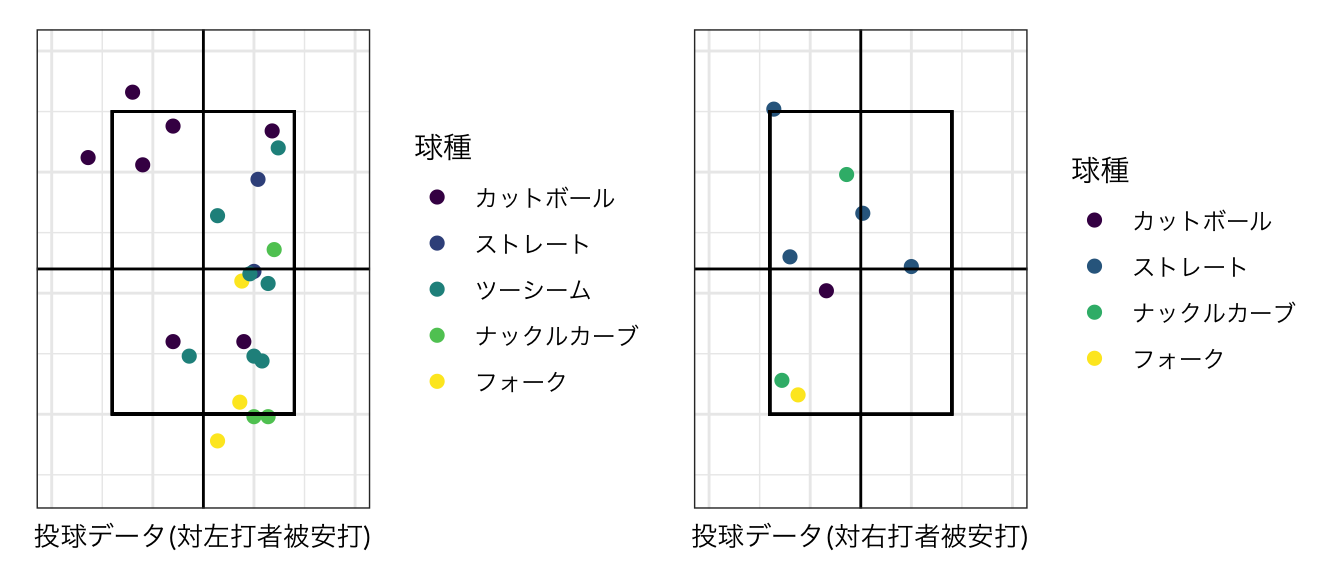 球種
カットボール
ストレート
ツーシーム
ナックルカーブ
フォーク
投球データ(対左打者被安打)
球種
カットボール
ストレート
ナックルカーブ
フォーク
投球データ(対右打者被安打)